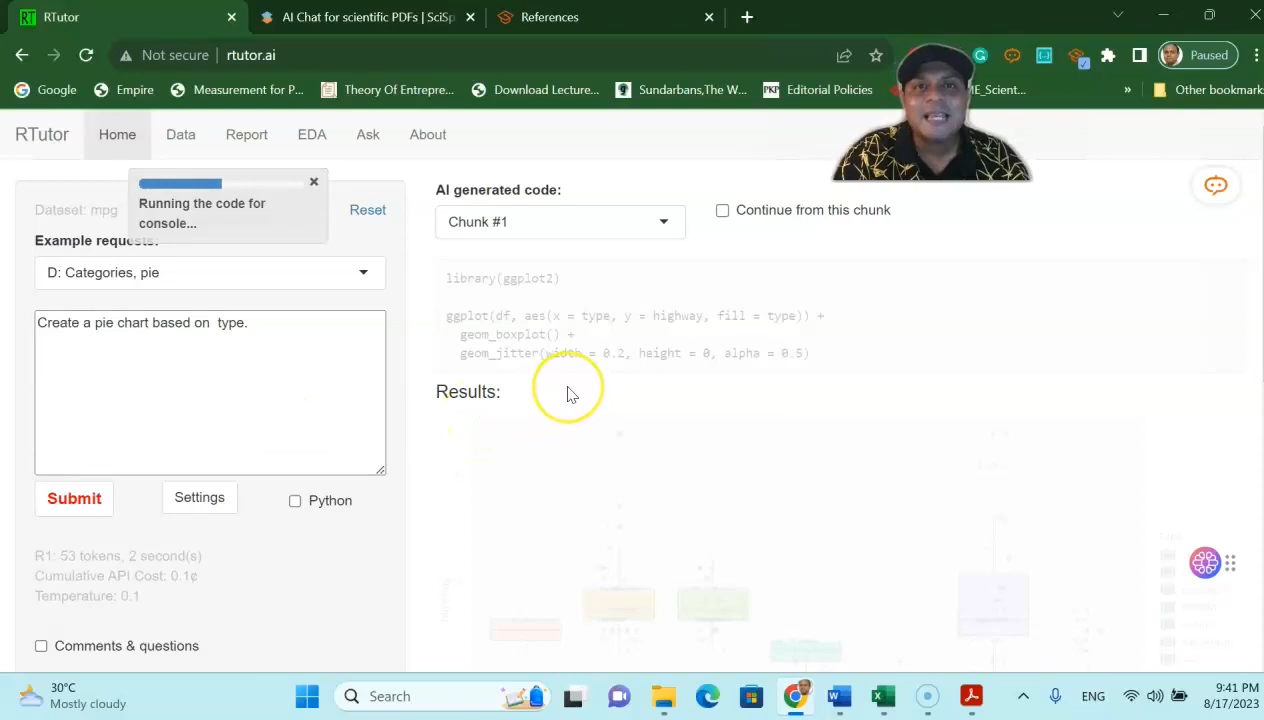 RTutor
AI Chat for scientific PDFs | SciSp
References
Not secure
rtutor.ai
Paused
Google
Empire
Measurement for P...
Theory Of Entrepre...
Download Lecture...
Sundarbans,The W...
PKP
Editorial Policies
E_Scient...
»
Other bookmark
RTutor
Home
Data
Report
EDA
Ask
About
Running the code for
console...
Dataset: mpg
Reset
Example requests:
D: Categories, pie
Create a pie chart based on  type.
Submit
Settings
Python
R1: 53 tokens, 2 second(s)
Cumulative API Cost: 0.1¢
Temperature: 0.1
Comments & questions
AI generated code:
Chunk #1
Continue from this chunk
library(ggplot2)
ggplot(df, aes(x = type, y = highway, fill = type)) +
geom_boxplot() +
geom_jitter(width = 0.2, height = 0, alpha = 0.5)
Results:
30°C
Mostly cloudy
Search
ENG
9:41 PM
8/17/2023